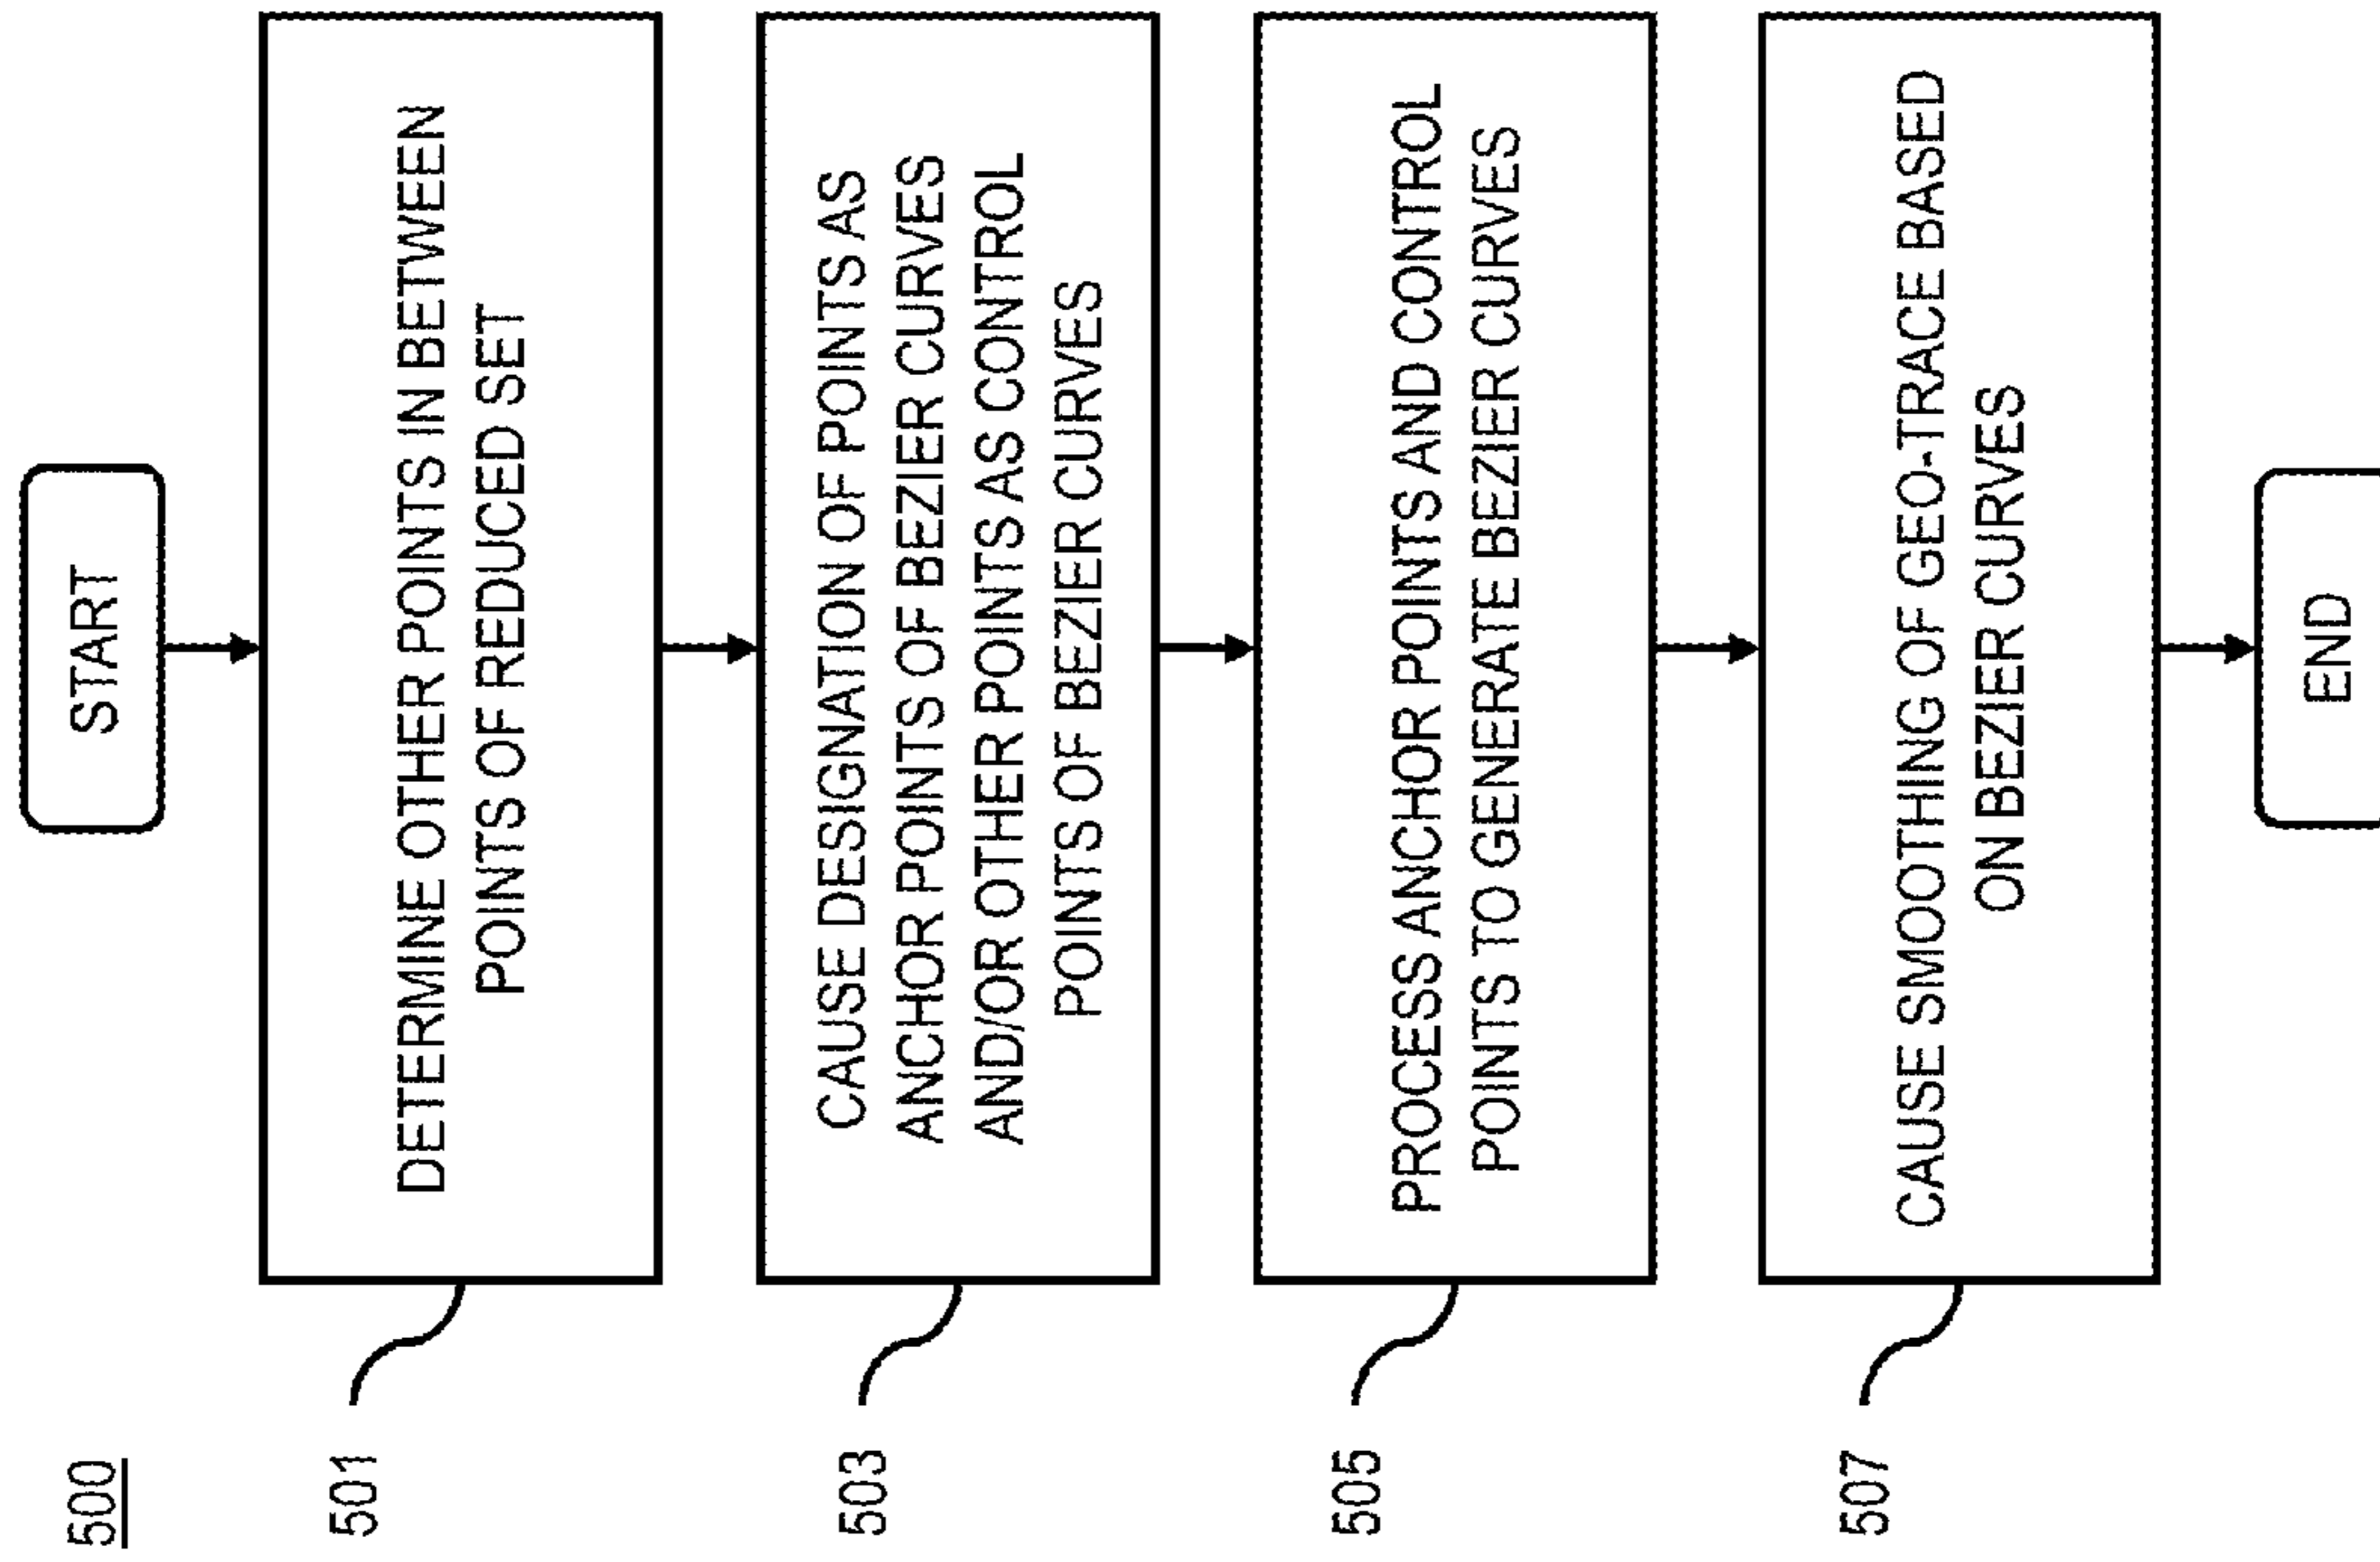 500
START
501
DETERMINE OTHER POINTS IN BETWEEN
POINTS OF REDUCED SET
503
CAUSE DESIGNATION OF POINTS AS
ANCHOR POINTS OF BEZIER CURVES
AND/OR OTHER POINTS AS CONTROL
POINTS OF BEZIER CURVES
505
PROCESS ANCHOR POINTS AND CONTROL
POINTS TO GENERATE BEZIER CURVES
507
CAUSE SMOOTHING OF GEO-TRACE BASED
ON BEZIER CURVES
END